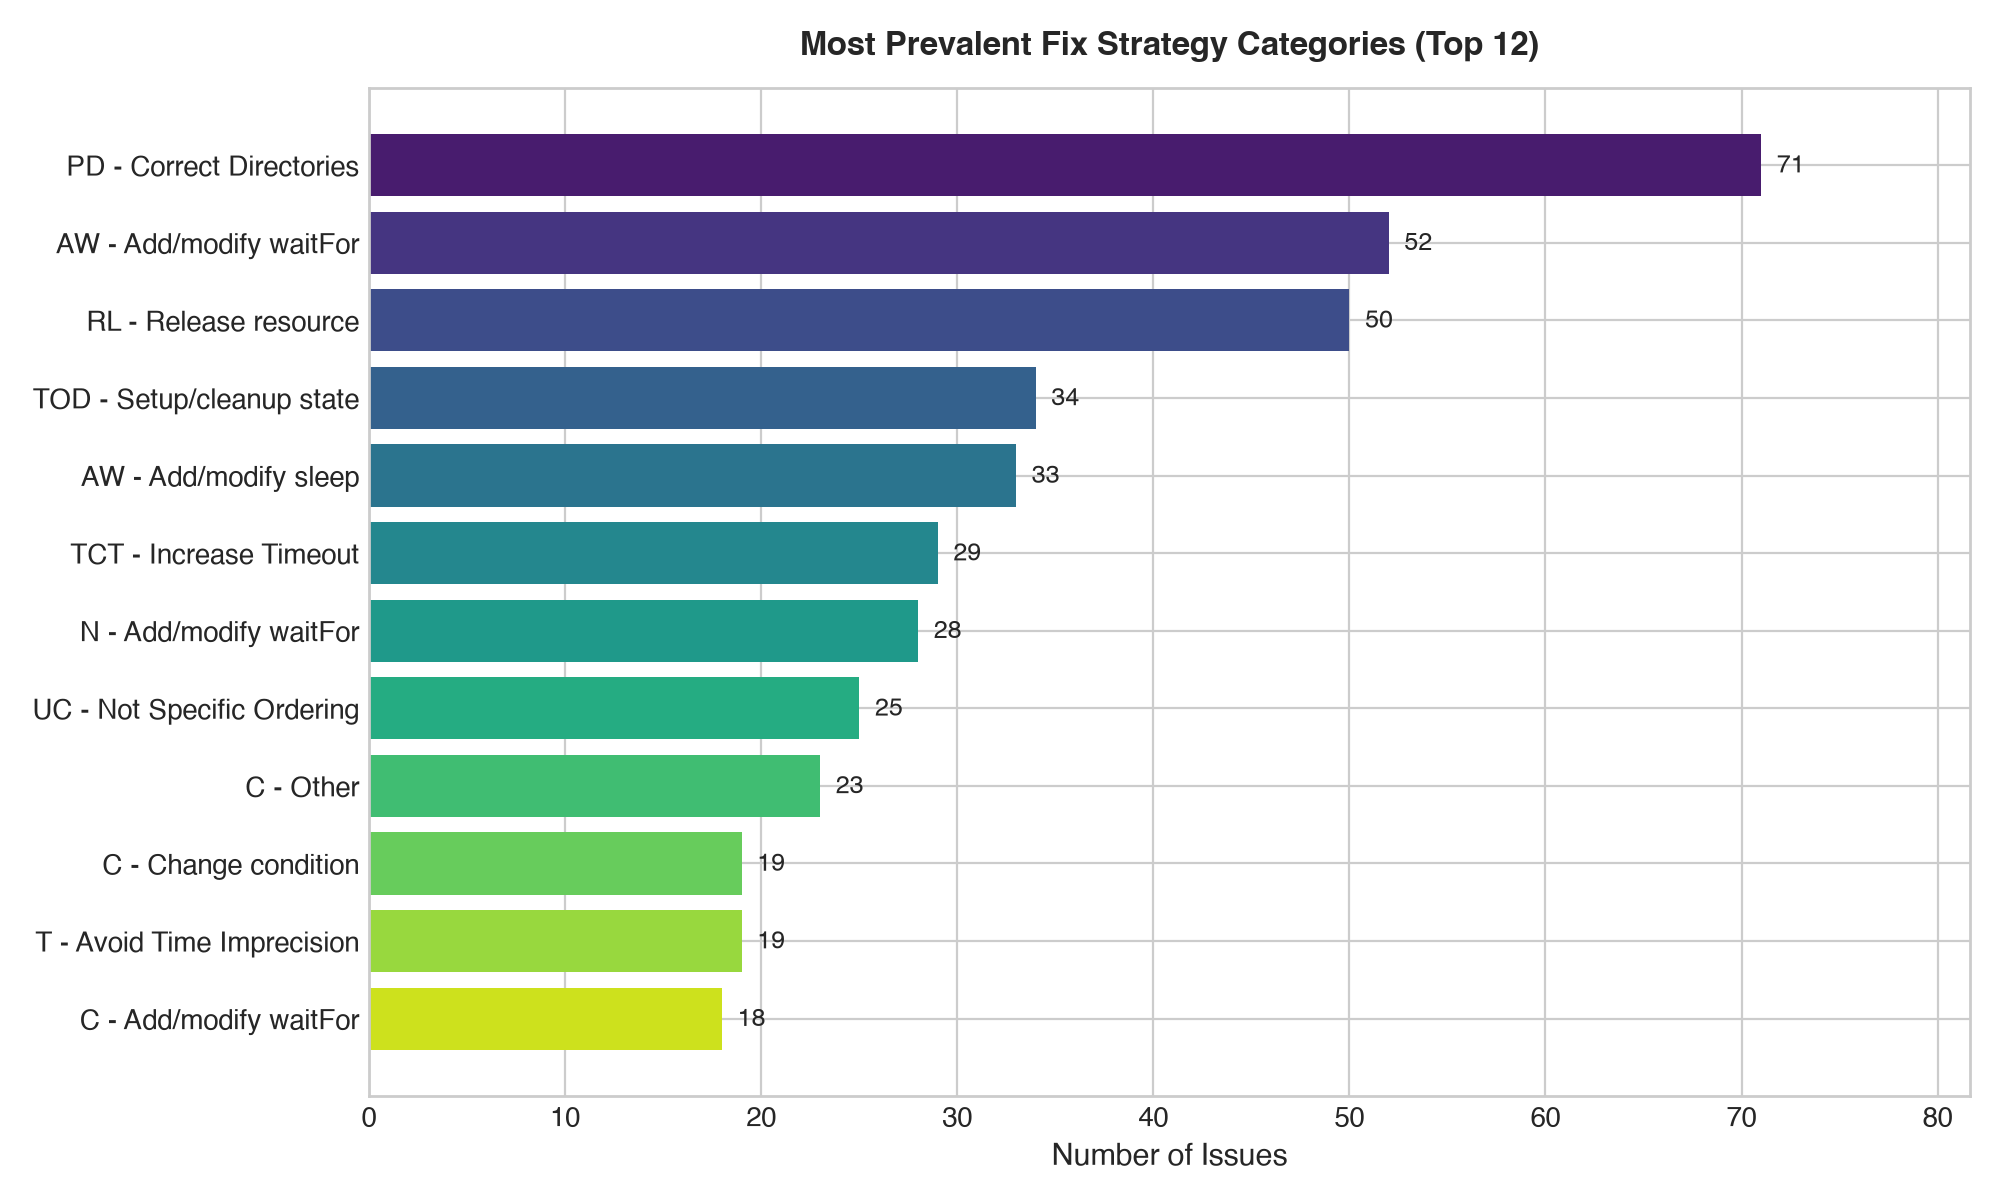 Most Prevalent Fix Strategy Categories (Top 12)
PD - Correct Directories 71
AW - Add/modify waitFor 52
RL - Release resource 50
TOD - Setup/cleanup state 34
AW - Add/modify sleep 33
TCT - Increase Timeout 29
N - Add/modify waitFor 28
UC - Not Specific Ordering 25
C - Other 23
C - Change condition 19
T - Avoid Time Imprecision 19
C - Add/modify waitFor 18
0 10 20 30 40 50 60 70 80
Number of Issues